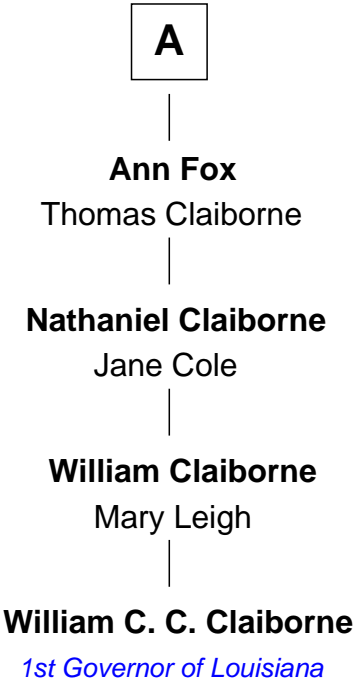 A
Ann Fox
Thomas Claiborne
Nathaniel Claiborne
Jane Cole
William Claiborne
Mary Leigh
William C. C. Claiborne
1st Governor of Louisiana